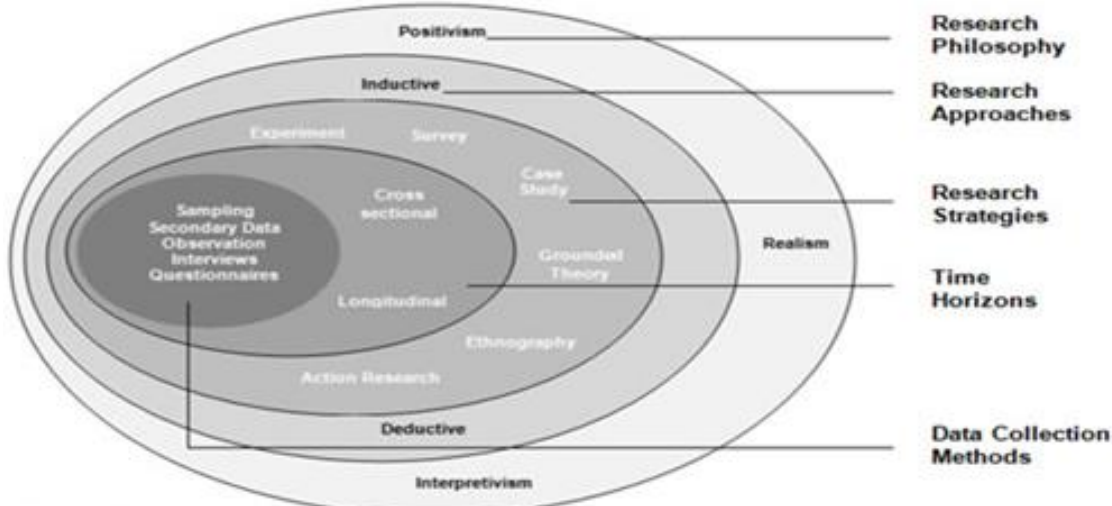 Positivism
Research
Philosophy
Inductive
Research
Approaches
Experiment
Survey
Case
Study
Research
Strategies
Cross
sectional
Sampling
Secondary Data
Observation
Interviews
Questionnaires
Realism
Grounded
Theory
Time
Horizons
Longitudinal
Ethnography
Action Research
Deductive
Data Collection
Methods
Interpretivism